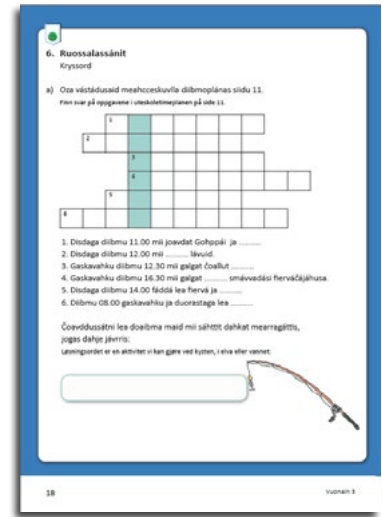 6. Ruossalassánit
Kryssord
a) Oza vástádusaid meahcceskuvlla diibmoplánas siidu 11.
Finn svar på oppgavene i uteskoletimeplanen på side 11.
1
2
3
4
5
6
1. Disdaga diibmu 11.00 mii joavdat Gohppái ja ..........
2. Disdaga diibmu 12.00 mii .......... lávuid.
3. Gaskavahku diibmu 12.30 mii galgat čoallut ..........
4. Gaskavahku diibmu 16.30 mii galgat .......... smávvadási fierváčájáhusa.
5. Disdaga diibmu 14.00 fáddá lea fiervá ja ..........
6. Diibmu 08.00 gaskavahku ja duorastaga lea ..........
Čoavddussátni lea doaibma maid mii sáhttit dahkat mearragáttis,
jogas dahje jávrris:
Løsningsordet er en aktivitet vi kan gjøre ved kysten, i elva eller vannet:
18
Vuonain 3